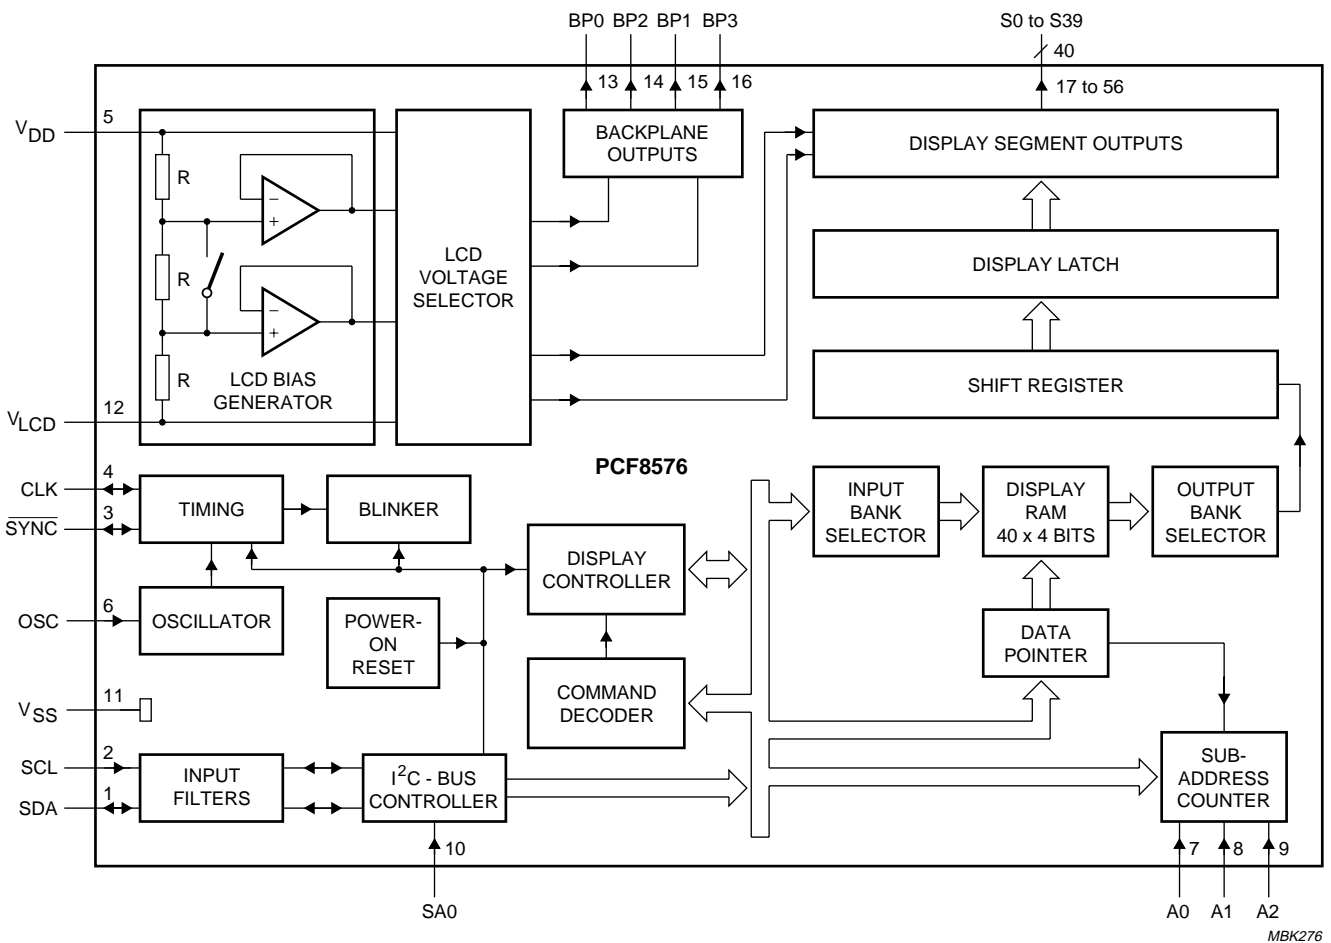 BP0 BP2 BP1 BP3
S0 to S39
40
13 14 15 16
17 to 56
VDD
5
BACKPLANE
OUTPUTS
DISPLAY SEGMENT OUTPUTS
R
−
+
R
−
+
R
LCD
VOLTAGE
SELECTOR
DISPLAY LATCH
LCD BIAS
GENERATOR
SHIFT REGISTER
VLCD
12
PCF8576
CLK
4
SYNC
3
TIMING
BLINKER
INPUT
BANK
SELECTOR
DISPLAY
RAM
40 x 4 BITS
OUTPUT
BANK
SELECTOR
DISPLAY
CONTROLLER
OSC
6
OSCILLATOR
POWER-
ON
RESET
DATA
POINTER
COMMAND
DECODER
VSS
11
SCL
2
SDA
1
INPUT
FILTERS
I2C - BUS
CONTROLLER
SUB-
ADDRESS
COUNTER
10
7 8 9
SA0
A0 A1 A2
MBK276